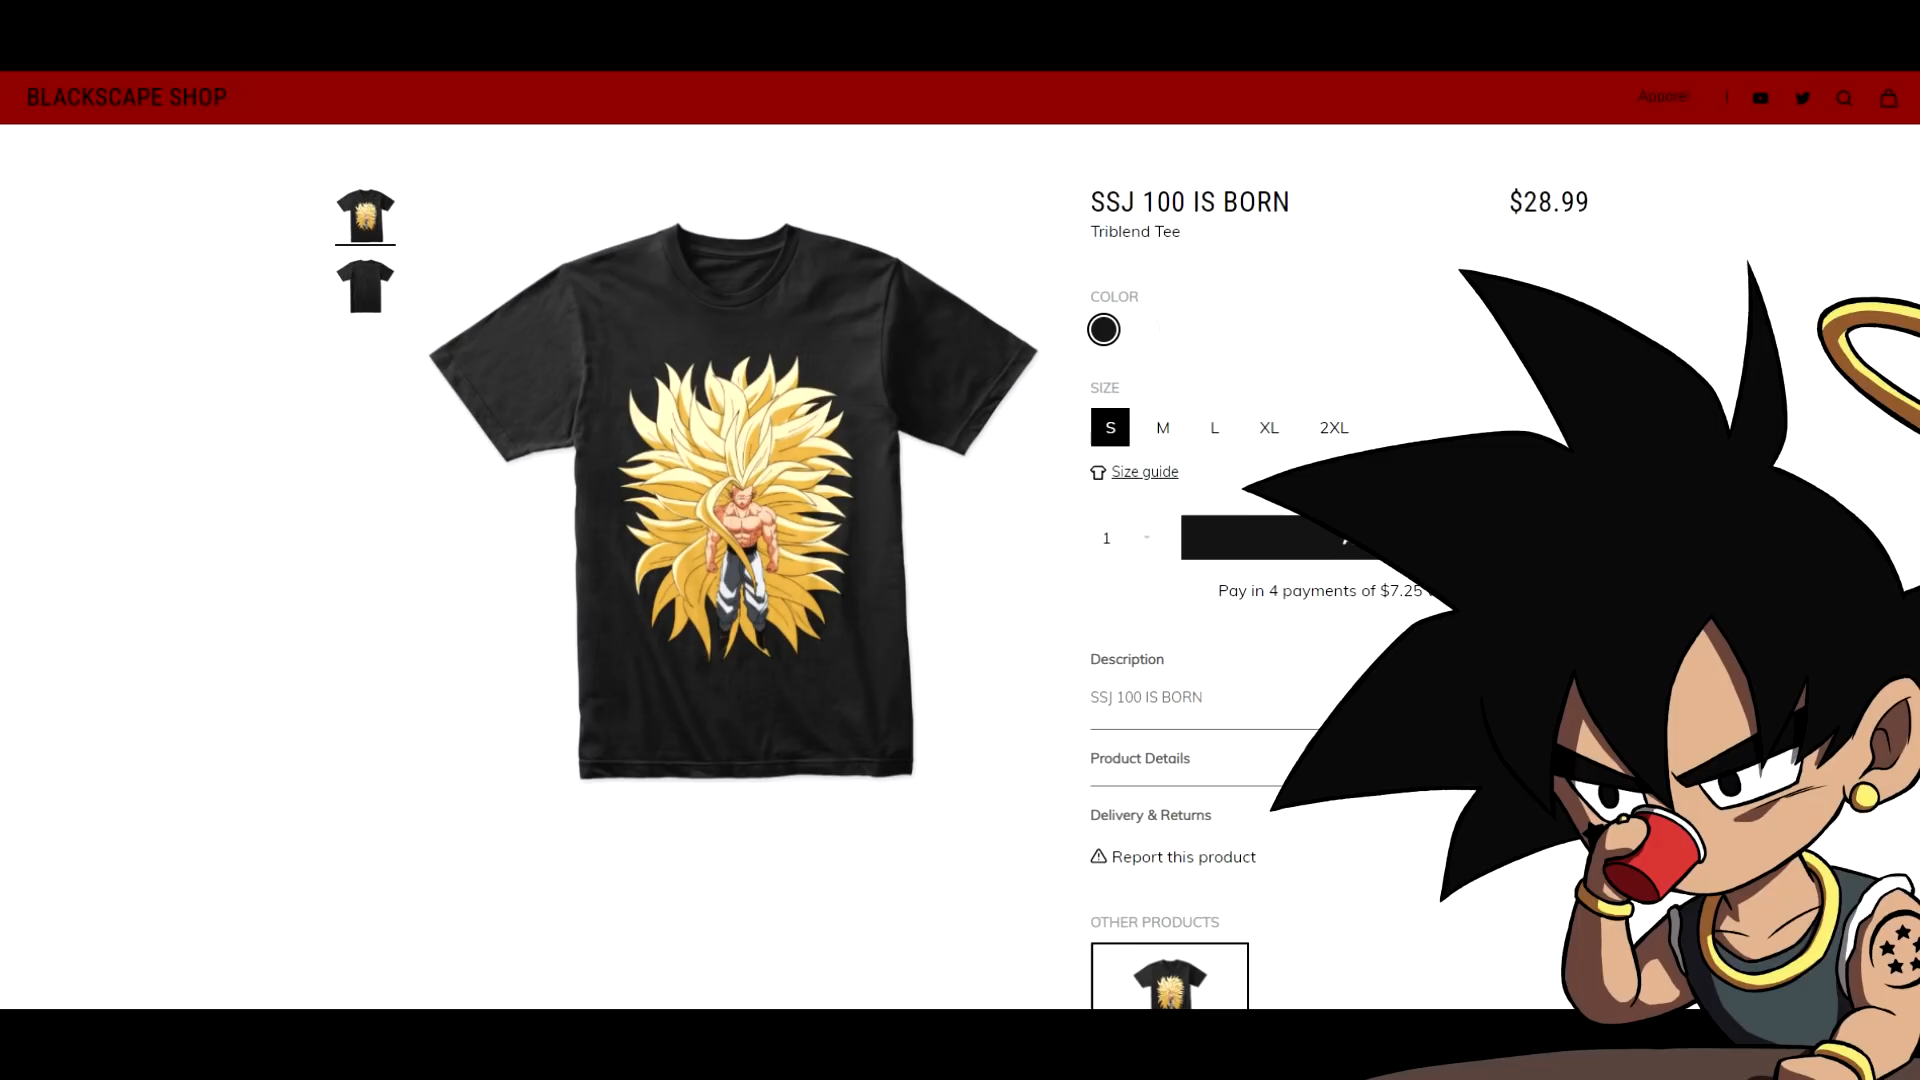 BLACKSCAPE SHOP
Apparel
SSJ 100 IS BORN
$28.99
Triblend Tee
COLOR
SIZE
S M L XL 2XL
Size guide
1
Pay in 4 payments of $7.25
Description
SSJ 100 IS BORN
Product Details
Delivery & Returns
Report this product
OTHER PRODUCTS